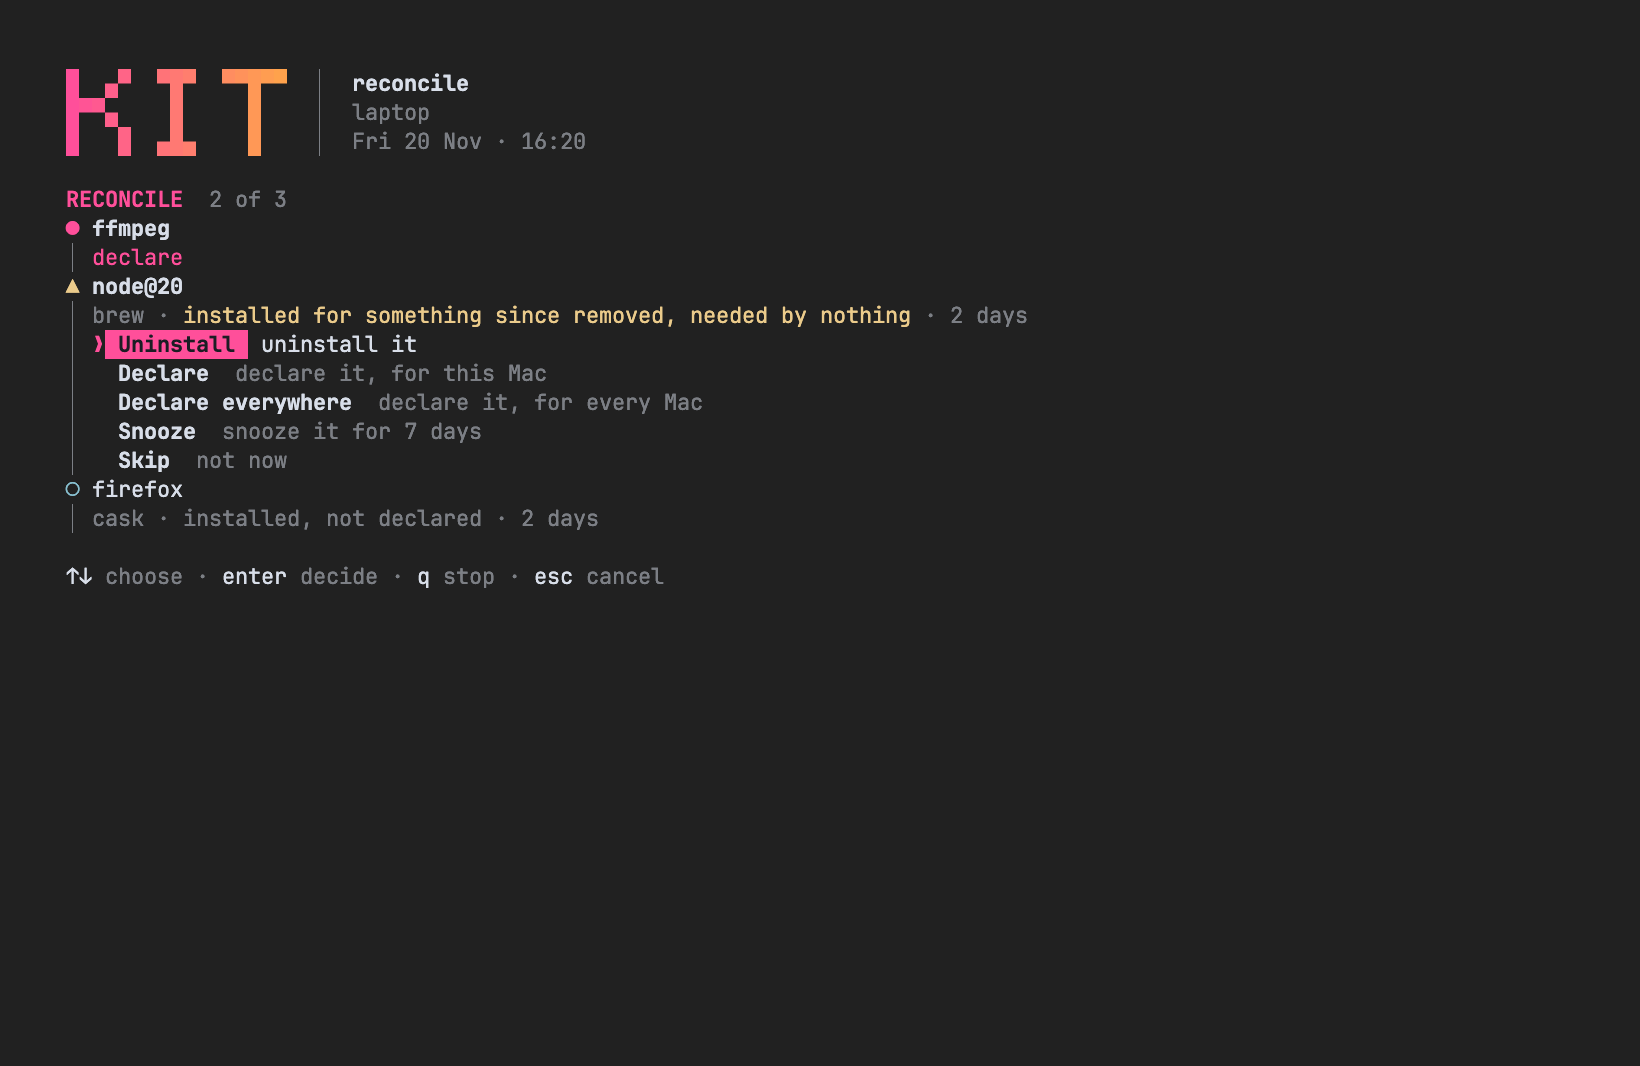 KIT
reconcile
laptop
Fri 20 Nov · 16:20
RECONCILE 2 of 3
● ffmpeg
declare
▲ node@20
brew · installed for something since removed, needed by nothing · 2 days
❯ Uninstall uninstall it
Declare declare it, for this Mac
Declare everywhere declare it, for every Mac
Snooze snooze it for 7 days
Skip not now
○ firefox
cask · installed, not declared · 2 days
↑↓ choose · enter decide · q stop · esc cancel